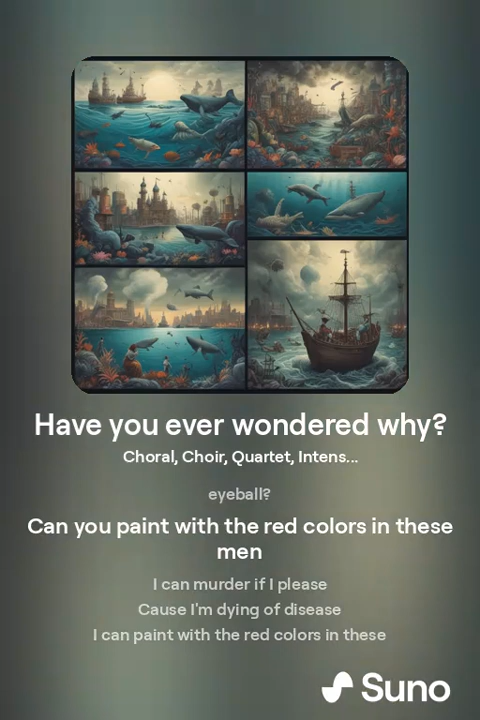 Have you ever wondered why?
Choral, Choir, Quartet, Intens...
eyeball?
Can you paint with the red colors in these
men
I can murder if I please
Cause I'm dying of disease
I can paint with the red colors in these
Suno